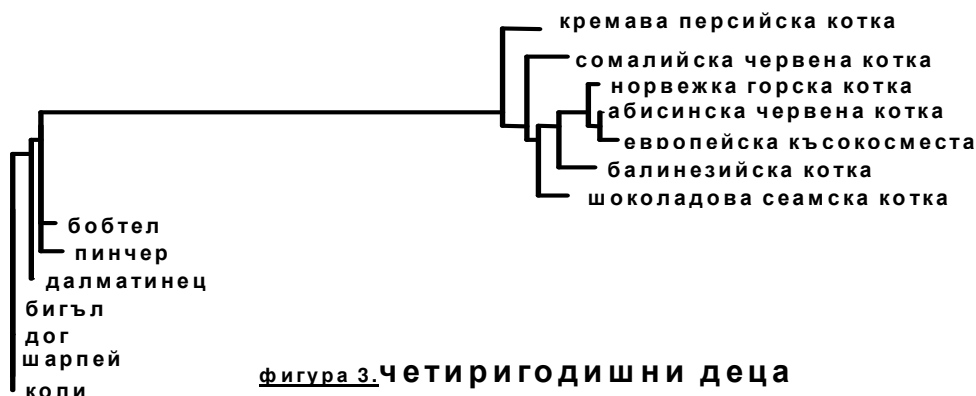 кремава персийска котка
сомалийска червена котка
норвежка горска котка
абисинска червена котка
европейска късокосместа
балинезийска котка
шоколадова сеамска котка
бобтел
пинчер
далматинец
бигъл
дог
шарпей
коли
фигура 3.четиригодишни деца